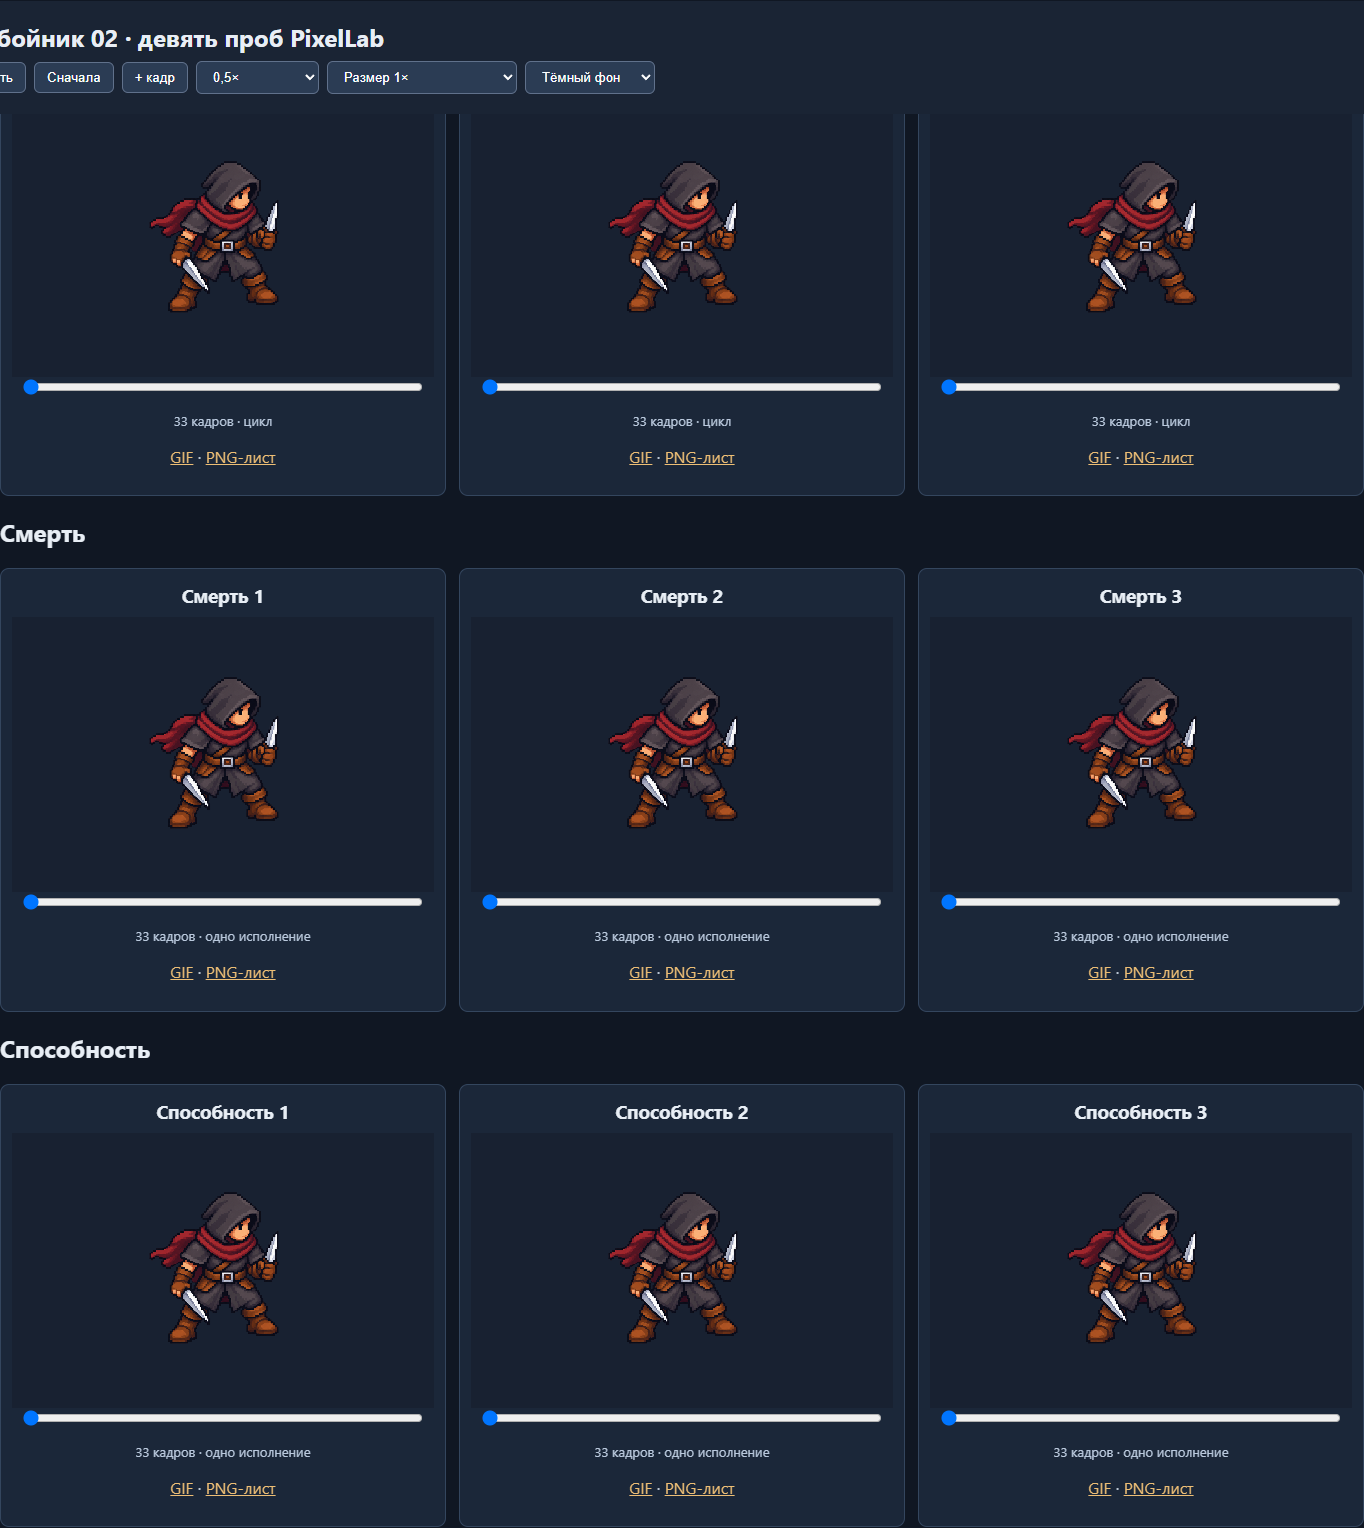 бойник 02 · девять проб PixelLab
ть Сначала + кадр 0,5× Размер 1× Тёмный фон
33 кадров · цикл 33 кадров · цикл 33 кадров · цикл
GIF · PNG-лист GIF · PNG-лист GIF · PNG-лист
Смерть
Смерть 1 Смерть 2 Смерть 3
33 кадров · одно исполнение 33 кадров · одно исполнение 33 кадров · одно исполнение
GIF · PNG-лист GIF · PNG-лист GIF · PNG-лист
Способность
Способность 1 Способность 2 Способность 3
33 кадров · одно исполнение 33 кадров · одно исполнение 33 кадров · одно исполнение
GIF · PNG-лист GIF · PNG-лист GIF · PNG-лист